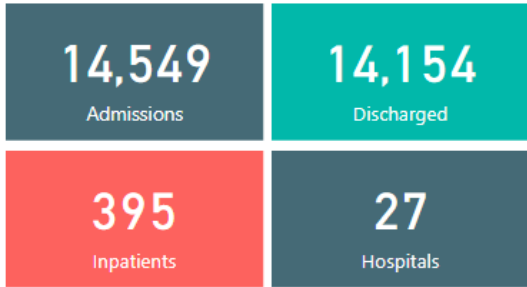 14,549
Admissions
14,154
Discharged
395
Inpatients
27
Hospitals